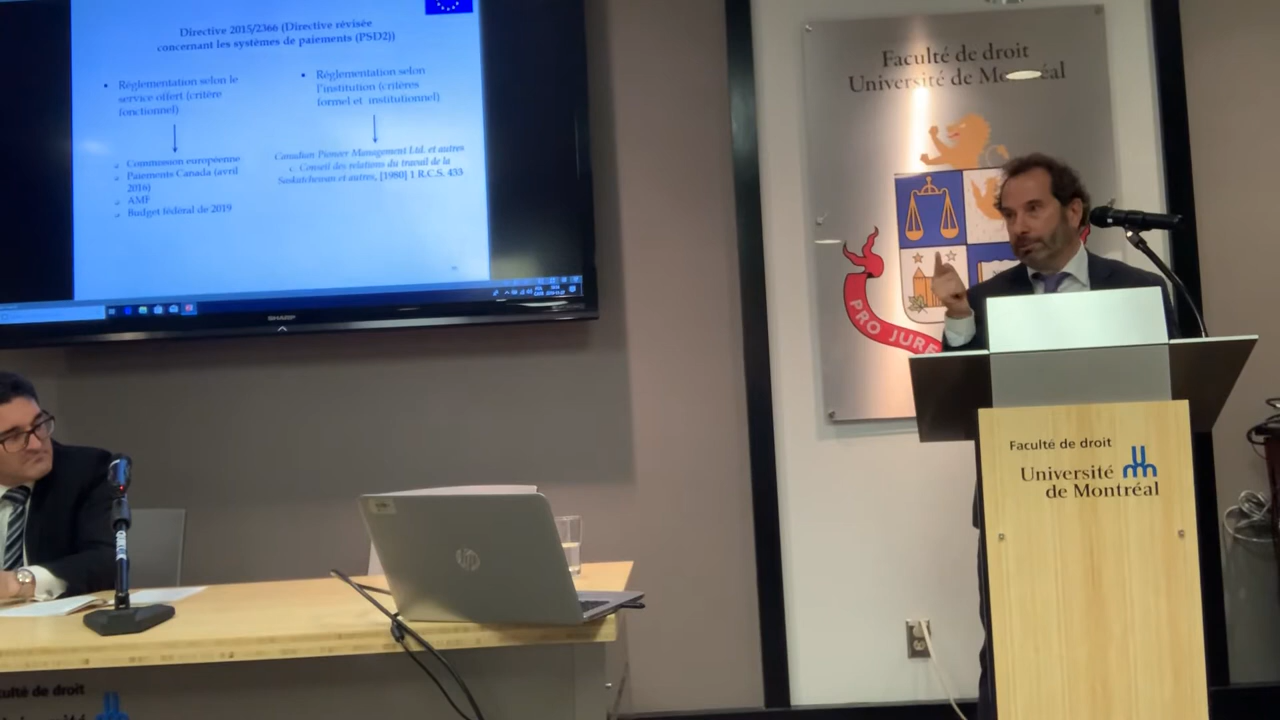 Directive 2015/2366 (Directive révisée
concernant les systèmes de paiements (PSD2))
Réglementation selon le
service offert (critère
fonctionnel)
Commission européenne
Paiements Canada (avril
2016)
AMF
Budget fédéral de 2019
Réglementation selon
l'institution (critères
formel et institutionnel)
Canadian Pioneer Management Ltd. et autres
c. Conseil des relations du travail de la
Saskatchewan et autres, [1980] 1 R.C.S. 433
SHARP
Faculté de droit
Université de Montréal
PRO JURE
Faculté de droit
Université
de Montréal
hp
culté de droit